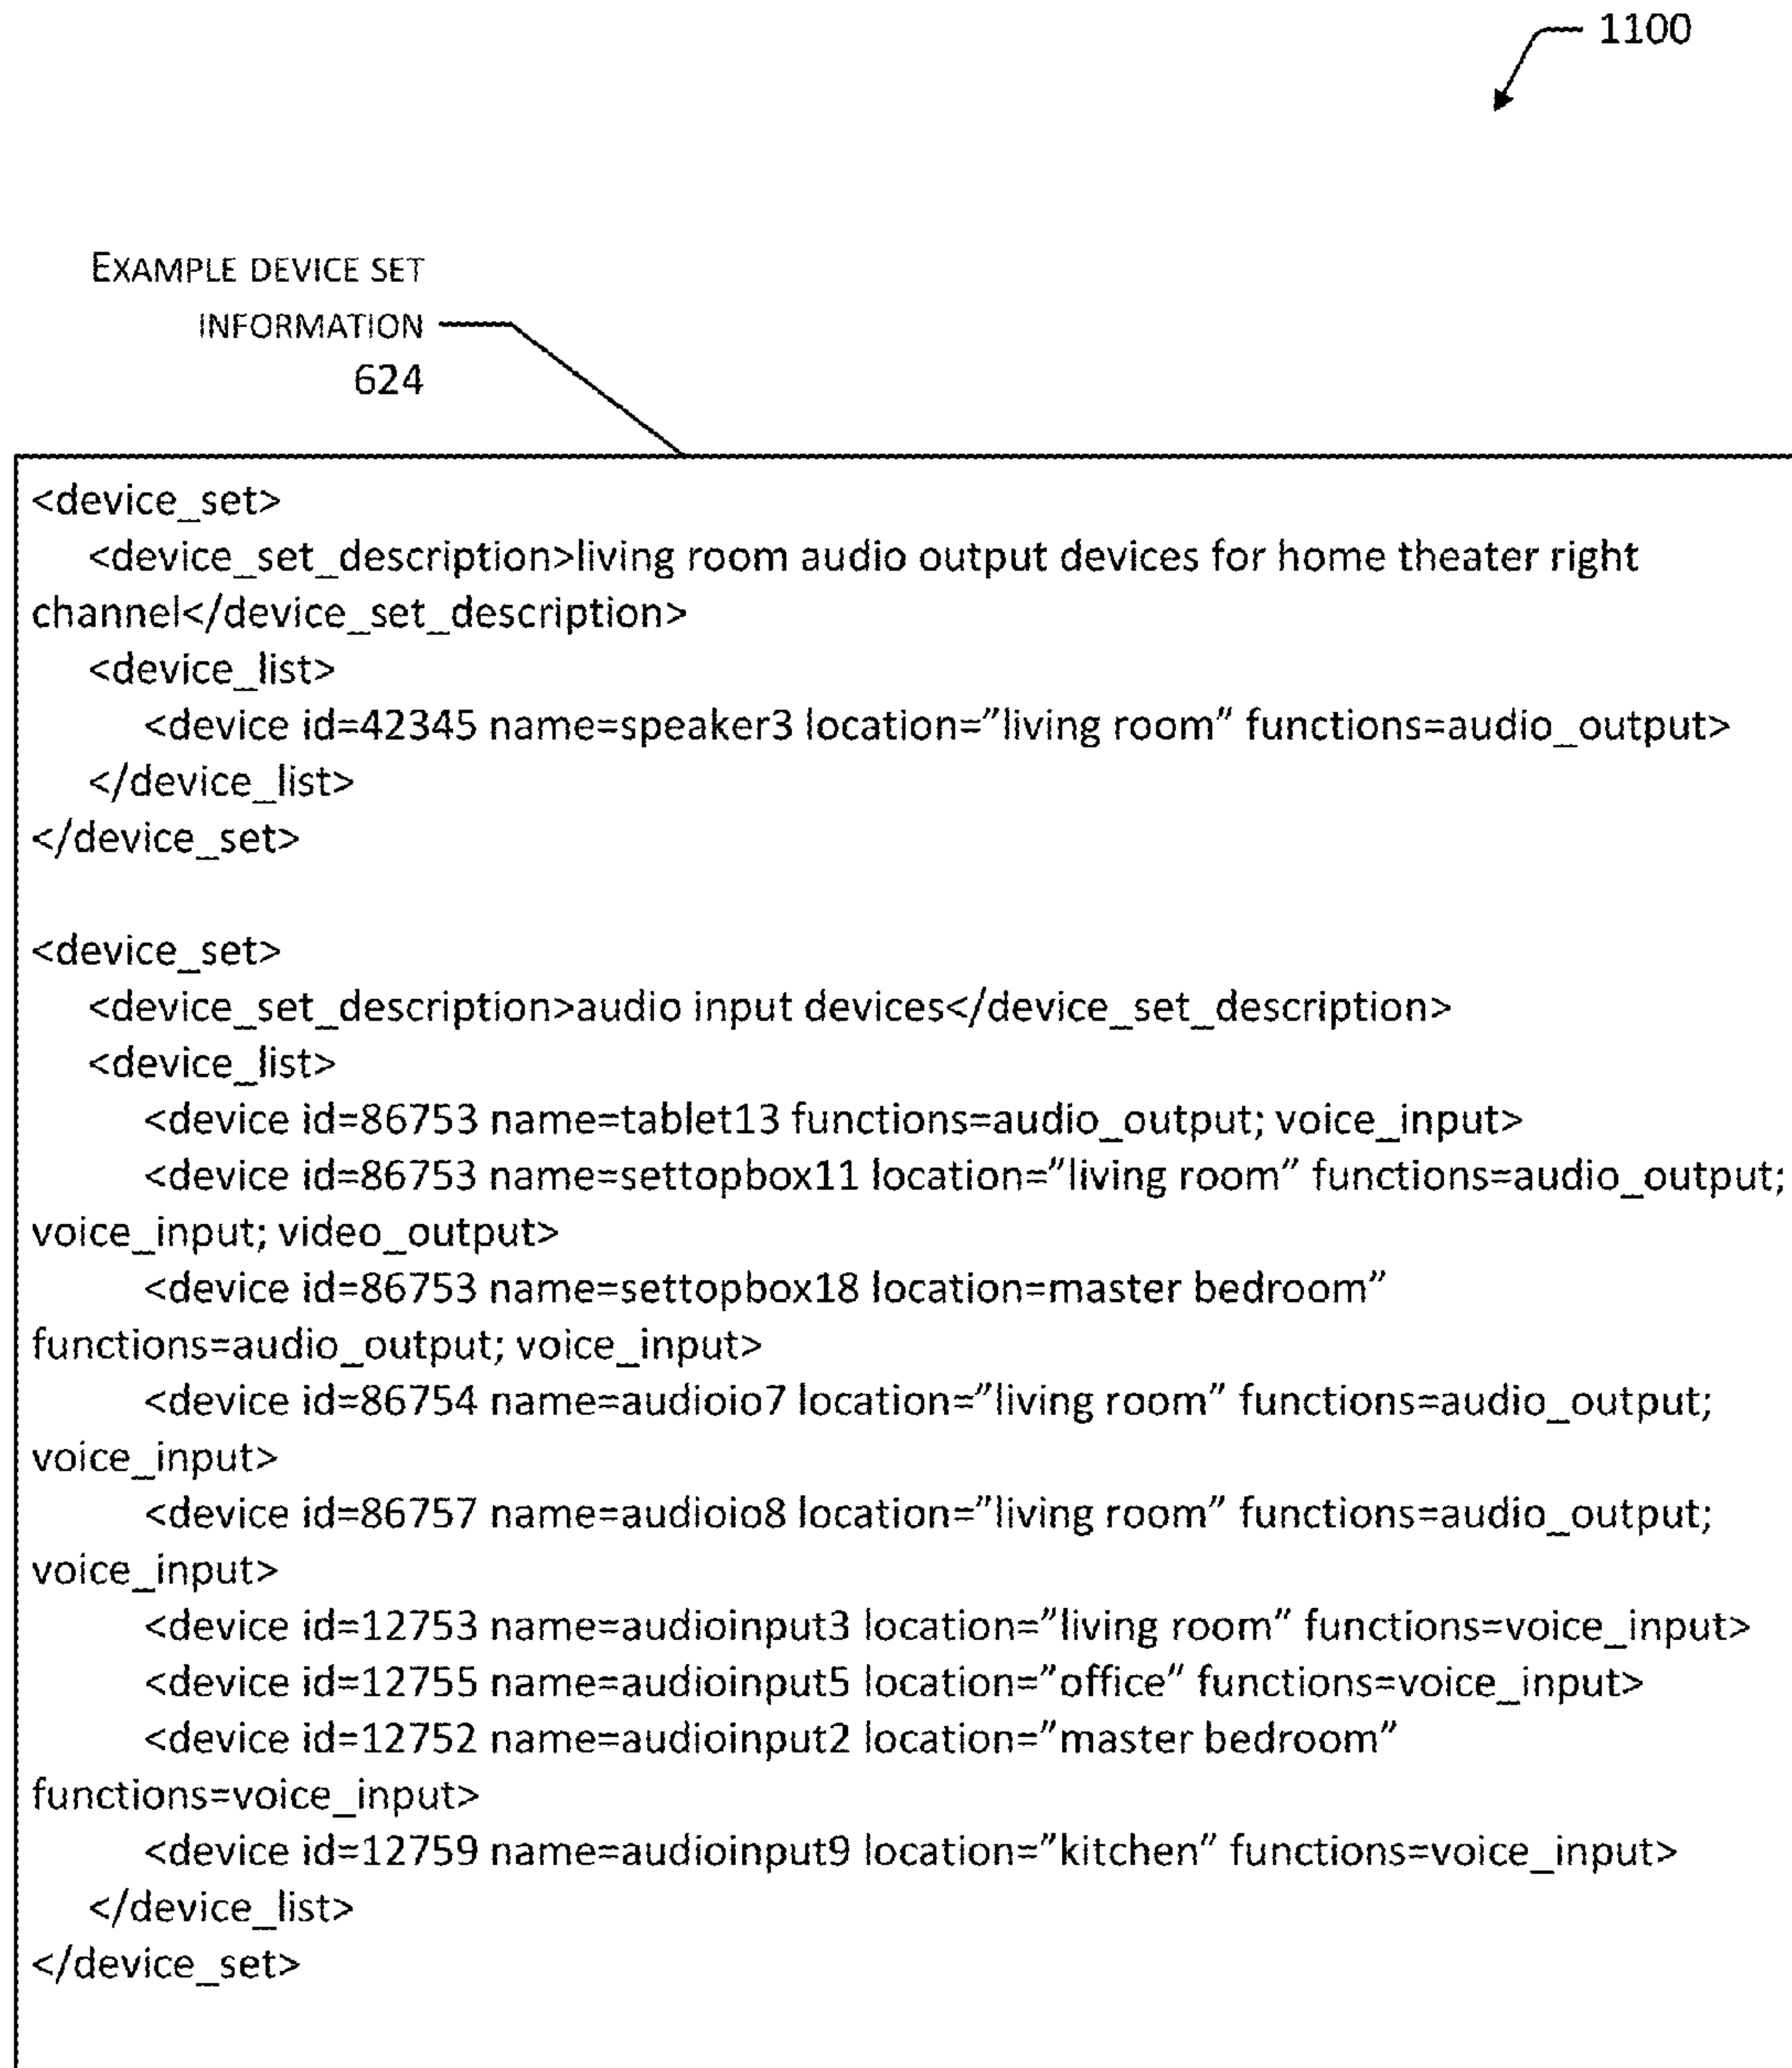 1100
EXAMPLE DEVICE SET
INFORMATION
624
<device_set>
<device_set_description>living room audio output devices for home theater right
channel</device_set_description>
<device_list>
<device id=42345 name=speaker3 location="living room" functions=audio_output>
</device_list>
</device_set>
<device_set>
<device_set_description>audio input devices</device_set_description>
<device_list>
<device id=86753 name=tablet13 functions=audio_output; voice_input>
<device id=86753 name=settopbox11 location="living room" functions=audio_output;
voice_input; video_output>
<device id=86753 name=settopbox18 location=master bedroom"
functions=audio_output; voice_input>
<device id=86754 name=audioio7 location="living room" functions=audio_output;
voice_input>
<device id=86757 name=audioio8 location="living room" functions=audio_output;
voice_input>
<device id=12753 name=audioinput3 location="living room" functions=voice_input>
<device id=12755 name=audioinput5 location="office" functions=voice_input>
<device id=12752 name=audioinput2 location="master bedroom"
functions=voice_input>
<device id=12759 name=audioinput9 location="kitchen" functions=voice_input>
</device_list>
</device_set>